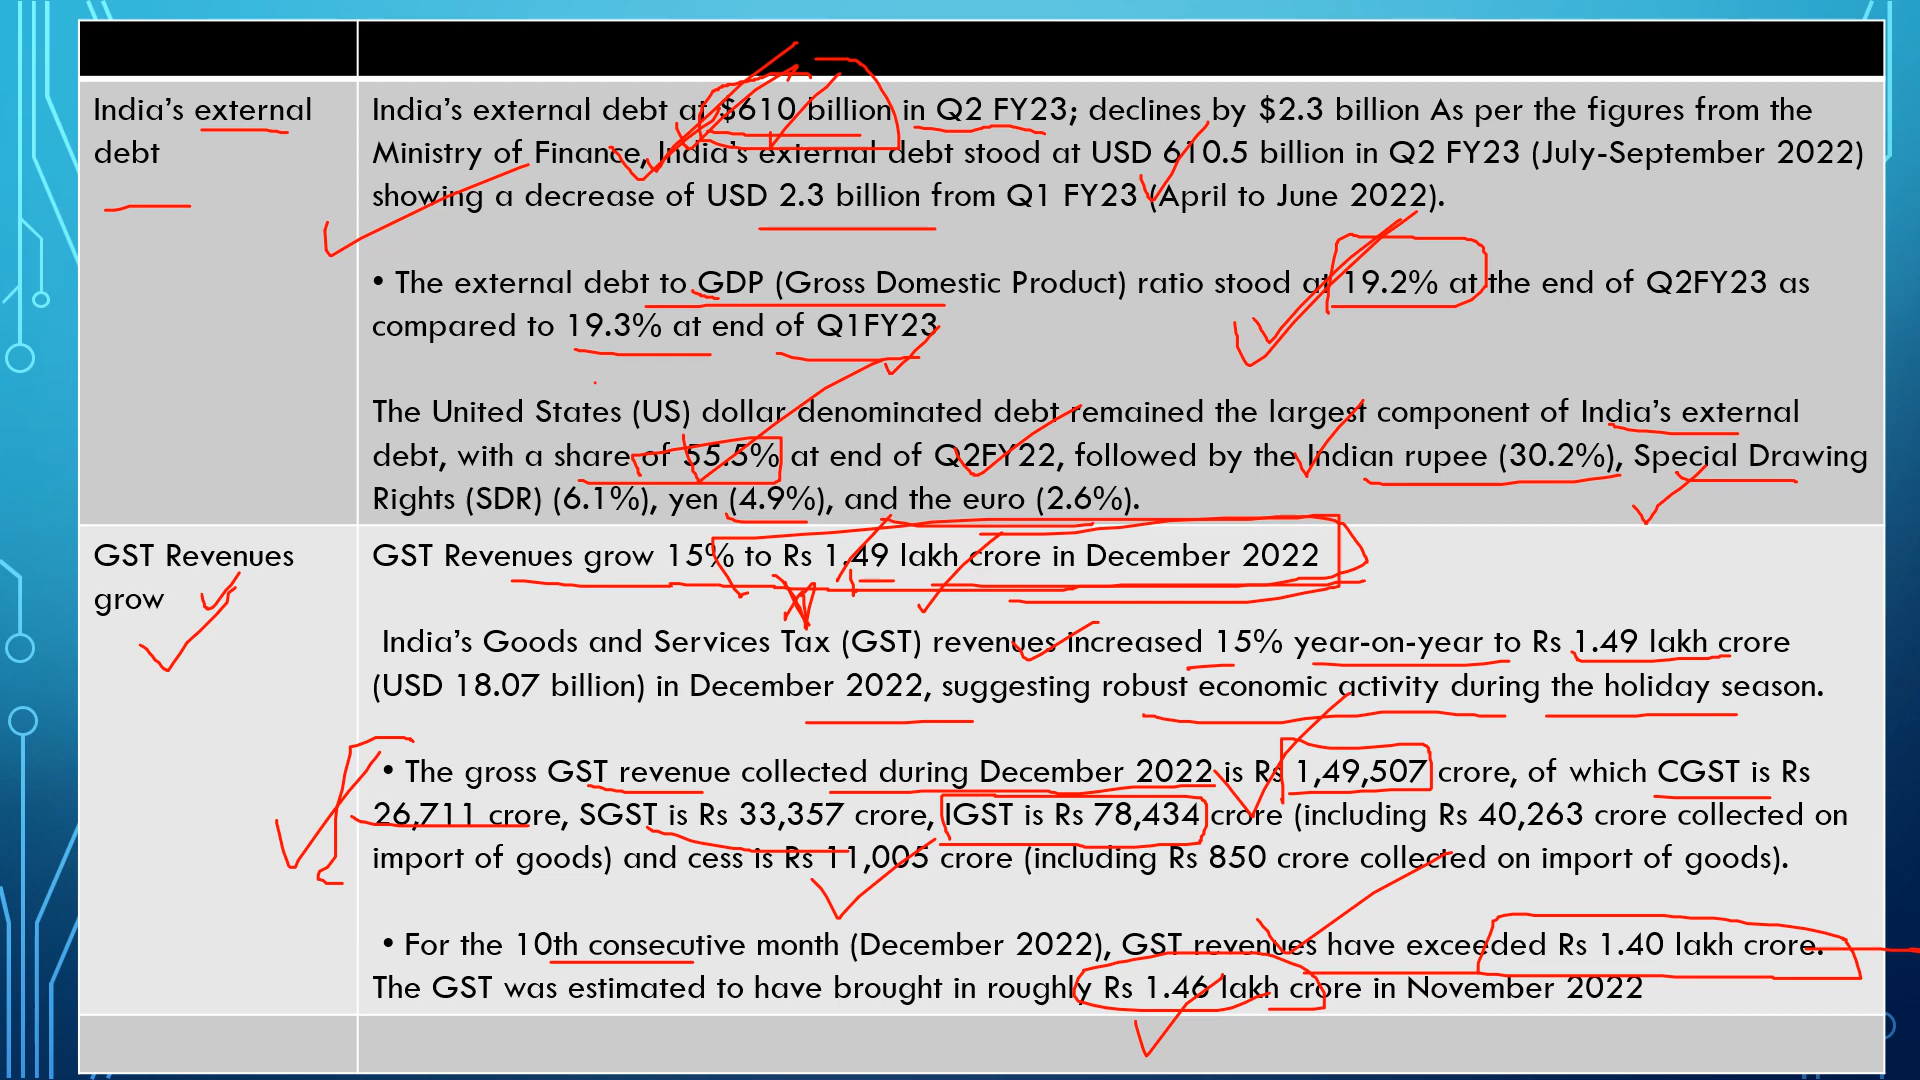 India's external
debt
India's external debt at $610 billion in Q2 FY23; declines by $2.3 billion As per the figures from the
Ministry of Finance, India's external debt stood at USD 610.5 billion in Q2 FY23 (July-September 2022)
showing a decrease of USD 2.3 billion from Q1 FY23 (April to June 2022).
• The external debt to GDP (Gross Domestic Product) ratio stood at 19.2% at the end of Q2FY23 as
compared to 19.3% at end of Q1FY23
The United States (US) dollar denominated debt remained the largest component of India's external
debt, with a share of 55.5% at end of Q2FY22, followed by the Indian rupee (30.2%), Special Drawing
Rights (SDR) (6.1%), yen (4.9%), and the euro (2.6%).
GST Revenues
grow
GST Revenues grow 15% to Rs 1.49 lakh crore in December 2022
India's Goods and Services Tax (GST) revenues increased 15% year-on-year to Rs 1.49 lakh crore
(USD 18.07 billion) in December 2022, suggesting robust economic activity during the holiday season.
• The gross GST revenue collected during December 2022 is Rs 1,49,507 crore, of which CGST is Rs
26,711 crore, SGST is Rs 33,357 crore, IGST is Rs 78,434 crore (including Rs 40,263 crore collected on
import of goods) and cess is Rs 11,005 crore (including Rs 850 crore collected on import of goods).
• For the 10th consecutive month (December 2022), GST revenues have exceeded Rs 1.40 lakh crore.
The GST was estimated to have brought in roughly Rs 1.46 lakh crore in November 2022